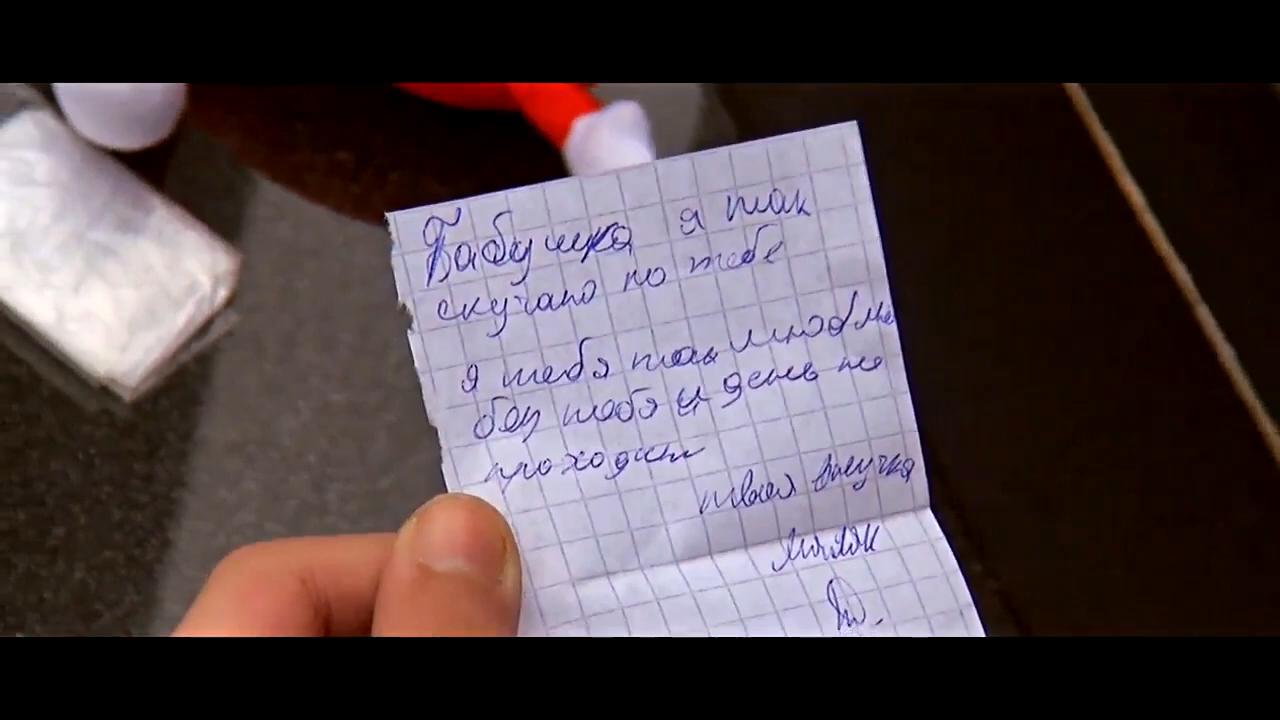 Бабушка я так
скучаю по тебе
я тебя так люблю
без тебя и день не
проходит
твоя внучка